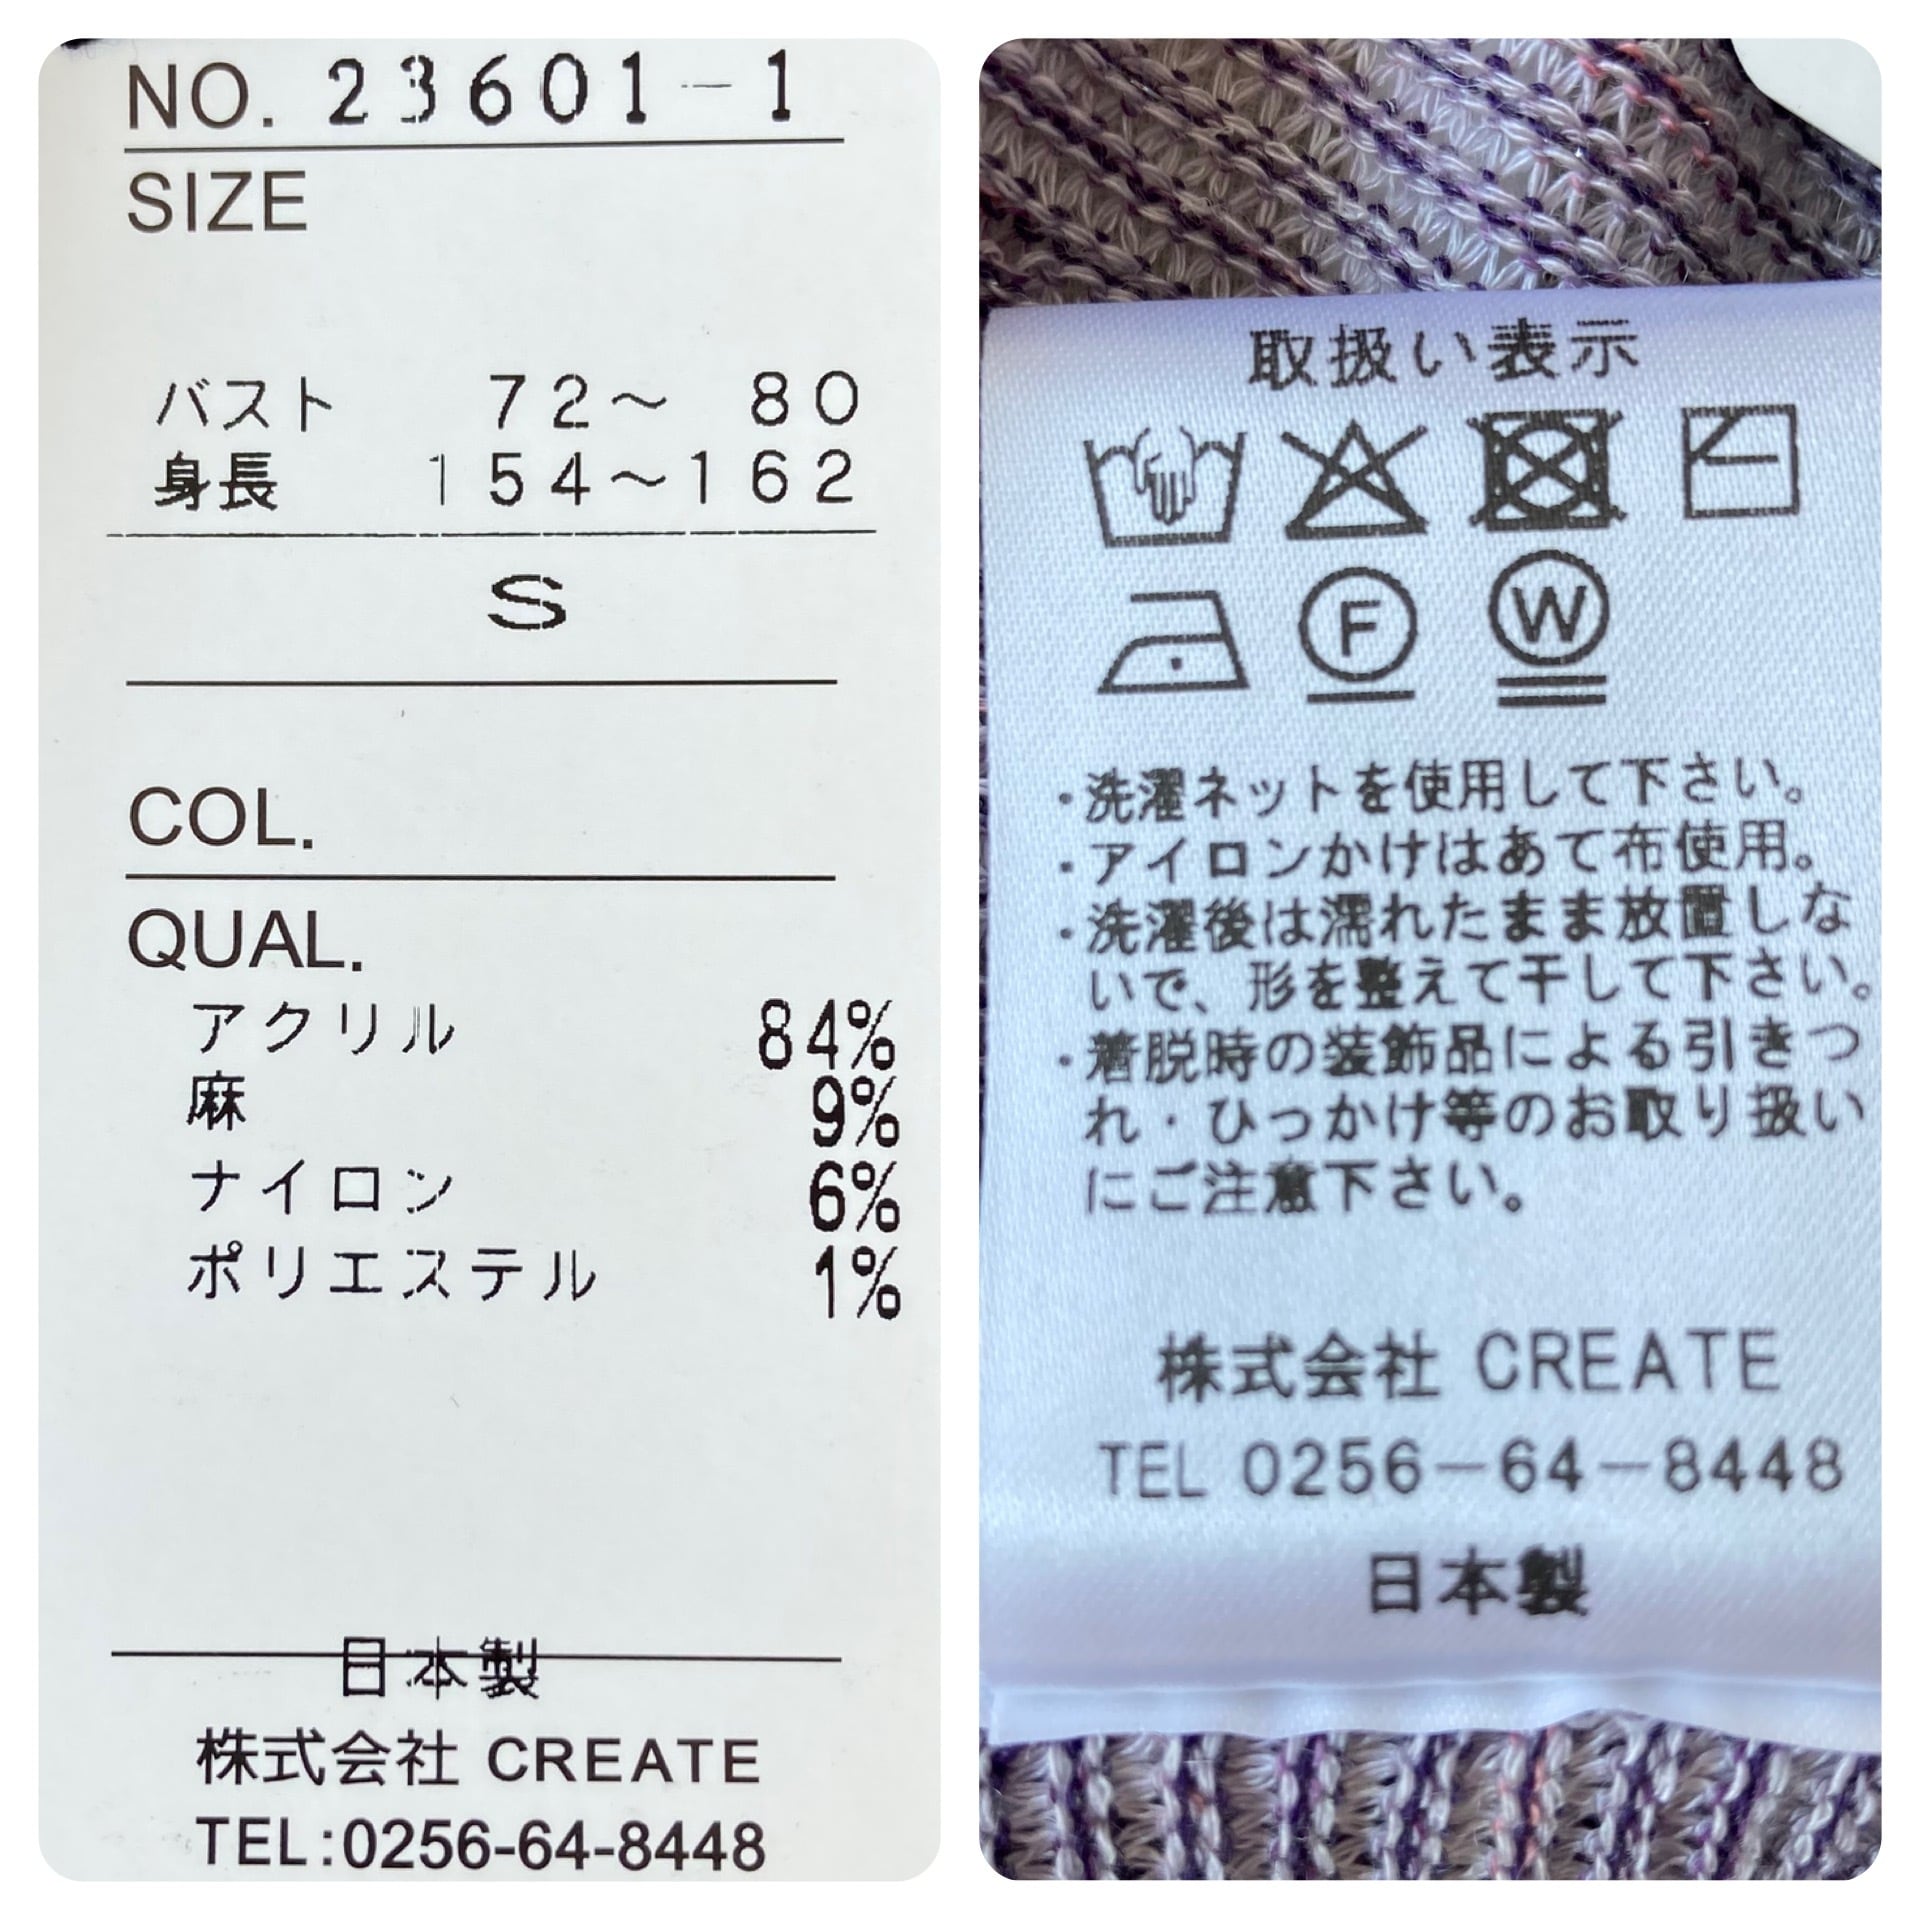 NO. 23601-1
SIZE
バスト 72～ 80
身長 154～162
S
COL.
QUAL.
アクリル 84%
麻 9%
ナイロン 6%
ポリエステル 1%
日本製
株式会社 CREATE
TEL:0256-64-8448
取扱い表示
F W
・洗濯ネットを使用して下さい。
・アイロンかけはあて布使用。
・洗濯後は濡れたまま放置しな
いで、形を整えて干して下さい。
・着脱時の装飾品による引きつ
れ・ひっかけ等のお取り扱い
にご注意下さい。
株式会社 CREATE
TEL 0256-64-8448
日本製